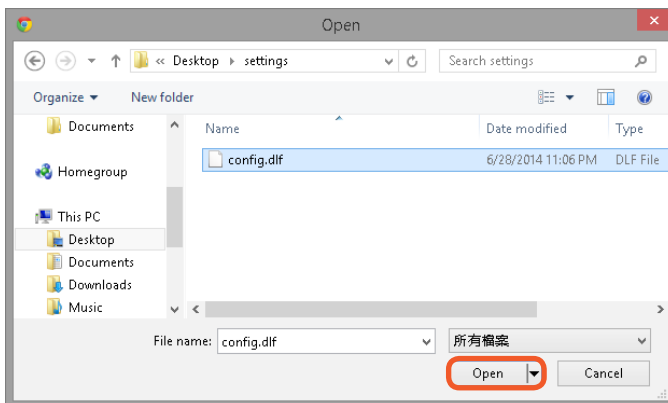 Open
« Desktop settings
Search settings
Organize
New folder
Name
Date modified
Type
Documents
config.dlf
6/28/2014 11:06 PM
DLF File
Homegroup
This PC
Desktop
Documents
Downloads
Music
File name:
config.dlf
所有檔案
Open
Cancel